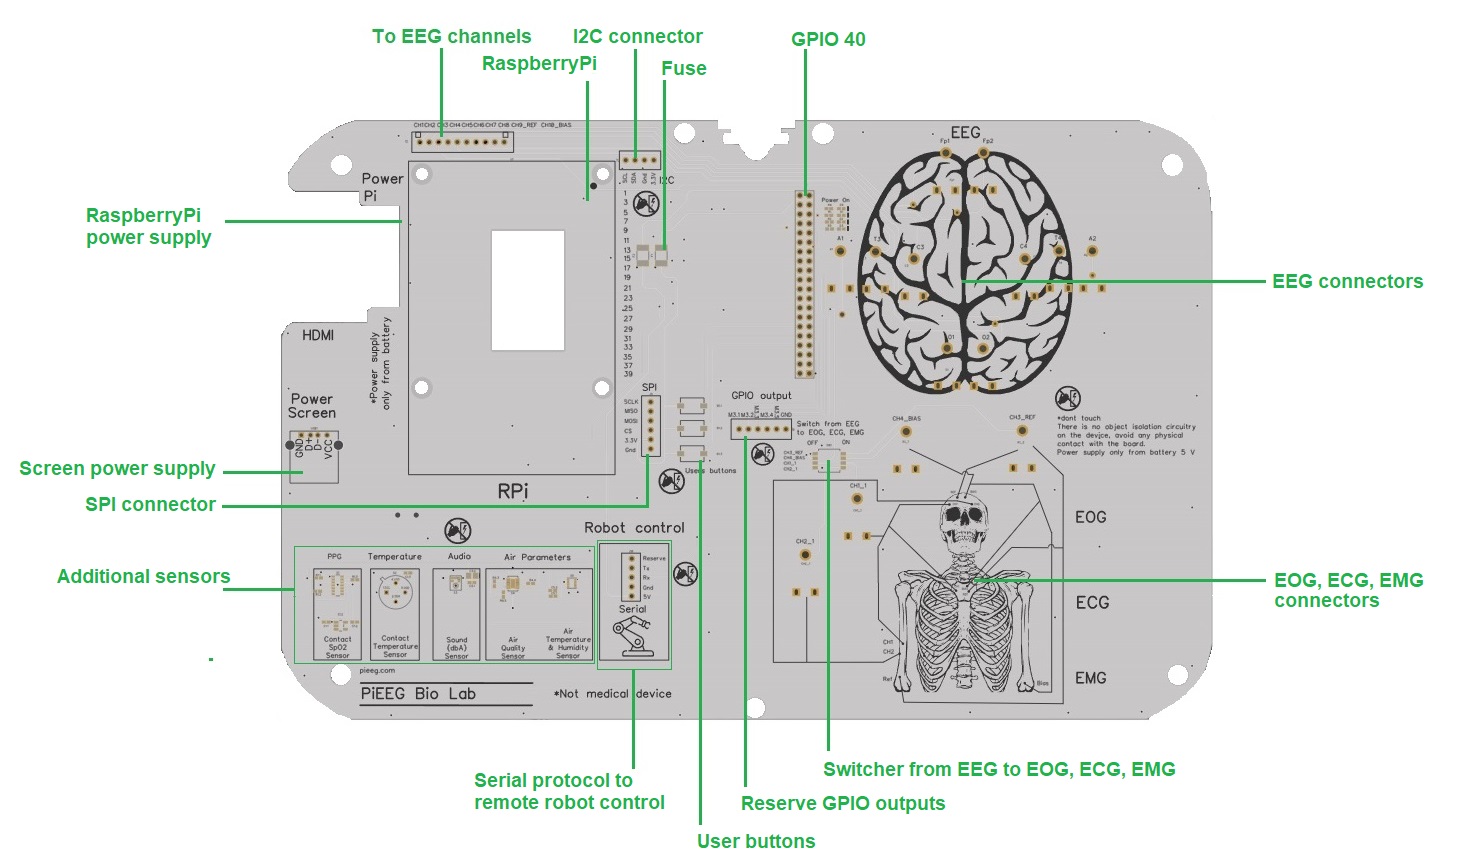 To EEG channels
I2C connector
GPIO 40
RaspberryPi
Fuse
CH1CH2 CH3 CH4 CH5CH6 CH7 CH8 CH9_REF CH10_BIAS
EEG
Fp1 Fp2
Power
Pi
SCL
SDA
Gnd
3.3V
I2C
RaspberryPi
power supply
1
3
5
7
9
11
13
15
17
19
21
23
25
27
29
31
33
35
37
39
Power On
A1
T3
C3
C4
T4
A2
EEG connectors
O1
O2
HDMI
*Power supply
only from battery
Power
Screen
GND
D+
D-
VCC
Screen power supply
SPI connector
SPI
SCLK
MISO
MOSI
CS
3.3V
Gnd
Users buttons
GPIO output
M3.1 M3.2 M3.4 GND
Switch from EEG
to EOG, ECG, EMG
OFF
ON
CH3_REF
CH4_BIAS
CH1_1
CH2_1
CH4_BIAS
CH3_REF
*dont touch
There is no object isolation circuitry
on the device, avoid any physical
contact with the board.
Power supply only from battery 5 V
RPi
CH1_1
CH2_1
EOG
ECG
EMG
EOG, ECG, EMG
connectors
CH1
CH2
Ref
Bias
Robot control
Reserve
Tx
Rx
Gnd
5V
Serial
Additional sensors
PPG
Temperature
Audio
Air Parameters
Contact
SpO2
Sensor
Contact
Temperature
Sensor
Sound
(dbA)
Sensor
Air
Quality
Sensor
Air
Temperature
& Humidity
Sensor
pieeg.com
PiEEG Bio Lab
*Not medical device
Serial protocol to
remote robot control
Switcher from EEG to EOG, ECG, EMG
Reserve GPIO outputs
User buttons